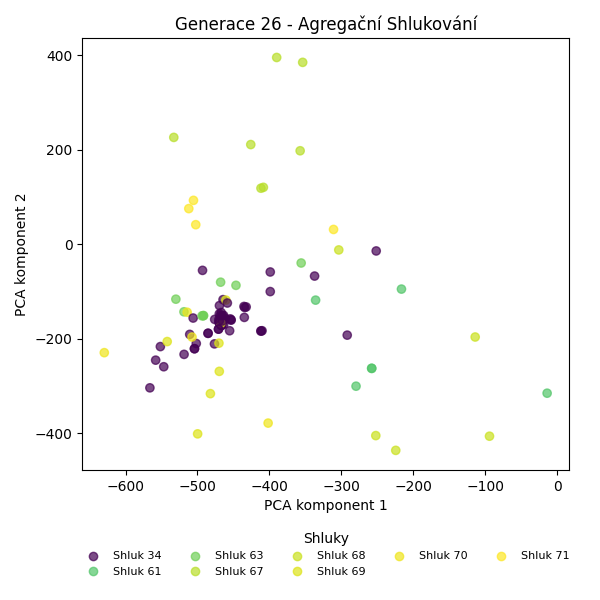 Generace 26 - Agregační Shlukování
400
200
0
−200
−400
PCA komponent 2
−600 −500 −400 −300 −200 −100 0
PCA komponent 1
Shluky
Shluk 34 Shluk 63 Shluk 68 Shluk 70 Shluk 71
Shluk 61 Shluk 67 Shluk 69